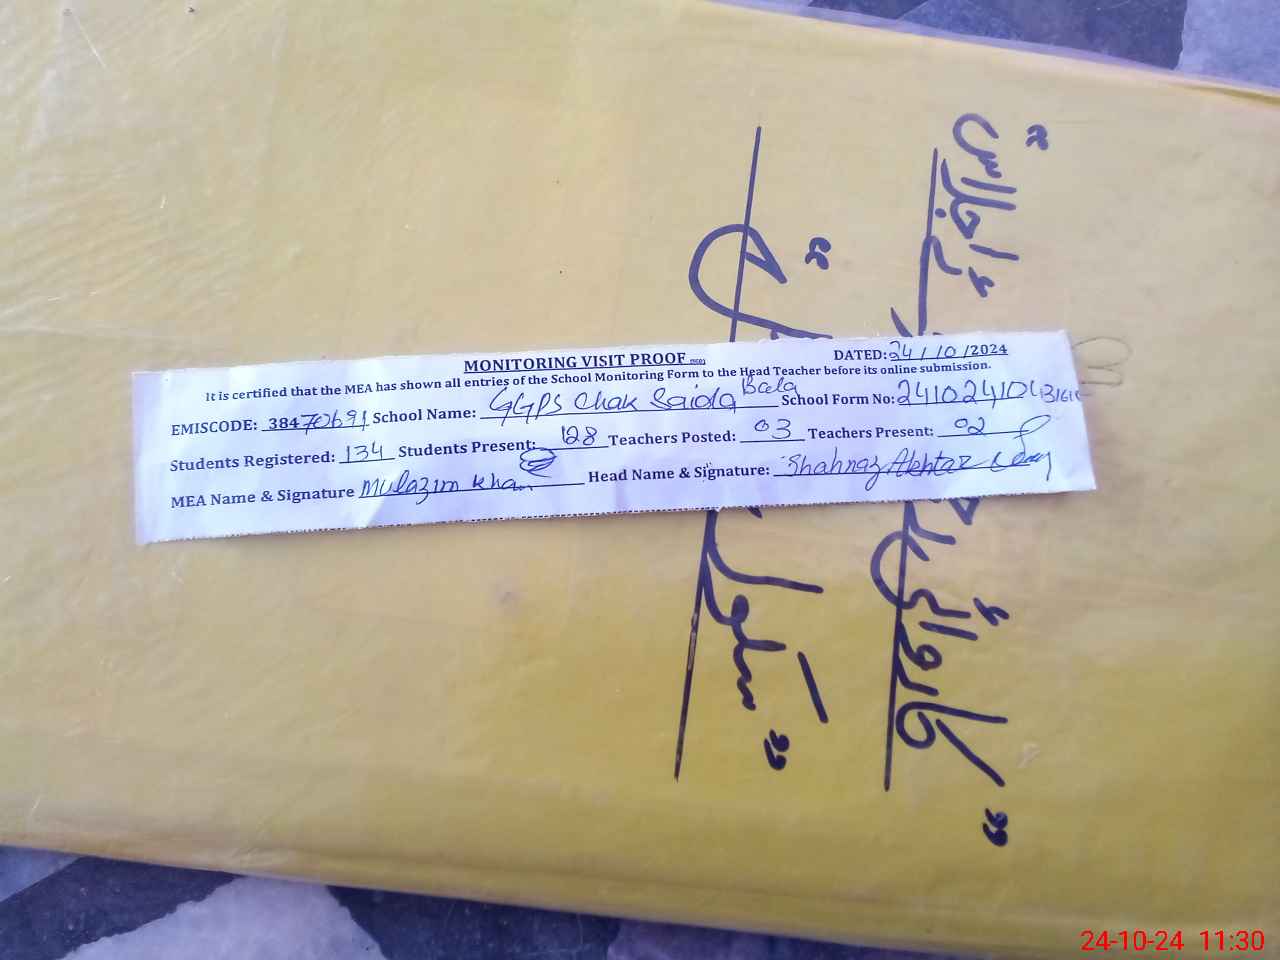 MONITORING VISIT PROOF
DATED: 24/10/2024
It is certified that the MEA has shown all entries of the School Monitoring Form to the Head Teacher before its online submission.
EMISCODE: 38470691 School Name: GGPS Chak Saida Bala School Form No:
Students Registered: 134 Students Present: 128 Teachers Posted: 03 Teachers Present: 02
MEA Name & Signature Mulazim Khan Head Name & Signature: Shahnaz Akhtar
کاروائی اجلاس
سکول
24-10-24 11:30